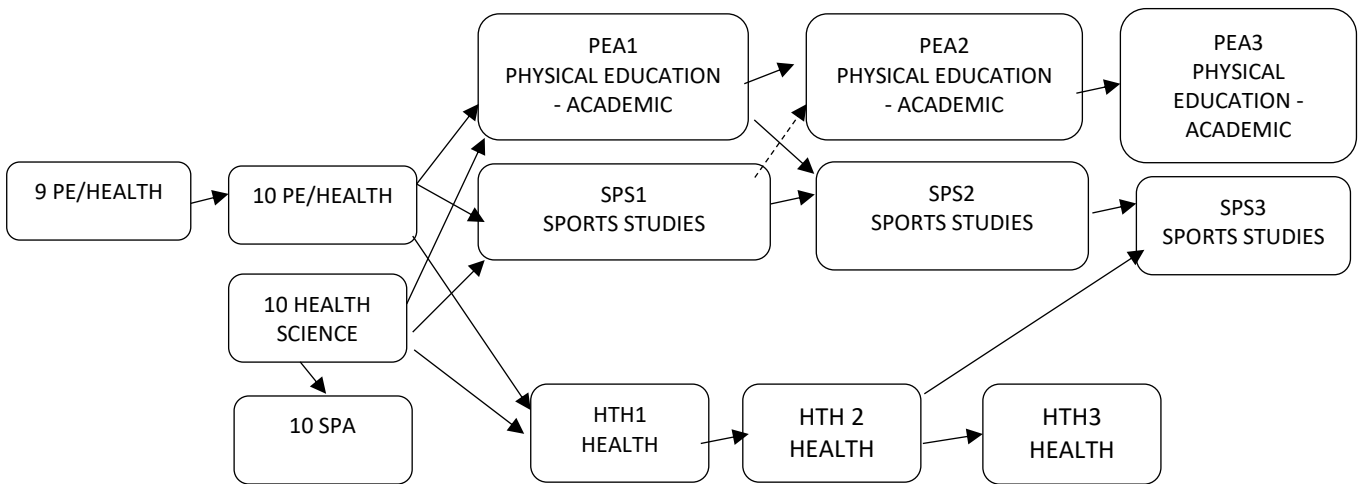 PEA1
PHYSICAL EDUCATION
- ACADEMIC
PEA2
PHYSICAL EDUCATION
- ACADEMIC
PEA3
PHYSICAL
EDUCATION -
ACADEMIC
9 PE/HEALTH
10 PE/HEALTH
SPS1
SPORTS STUDIES
SPS2
SPORTS STUDIES
SPS3
SPORTS STUDIES
10 HEALTH
SCIENCE
10 SPA
HTH1
HEALTH
HTH 2
HEALTH
HTH3
HEALTH